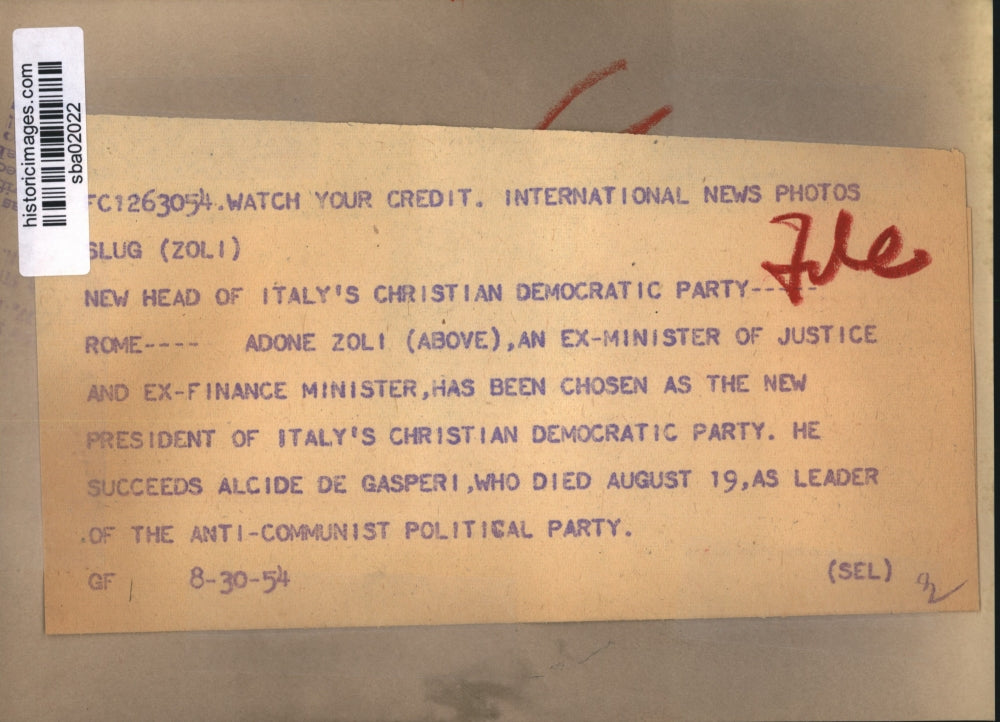 historicimages.com
sba02022
FC1263054.WATCH YOUR CREDIT. INTERNATIONAL NEWS PHOTOS
SLUG (ZOLI)
File
NEW HEAD OF ITALY'S CHRISTIAN DEMOCRATIC PARTY-----
ROME---- ADONE ZOLI (ABOVE),AN EX-MINISTER OF JUSTICE
AND EX-FINANCE MINISTER,HAS BEEN CHOSEN AS THE NEW
PRESIDENT OF ITALY'S CHRISTIAN DEMOCRATIC PARTY. HE
SUCCEEDS ALCIDE DE GASPERI,WHO DIED AUGUST 19,AS LEADER
.OF THE ANTI-COMMUNIST POLITICAL PARTY.
GF 8-30-54 (SEL)